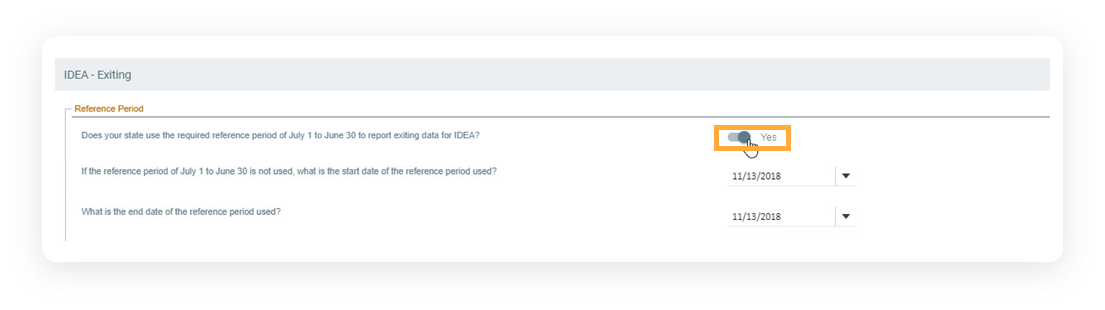 IDEA - Exiting
Reference Period
Does your state use the required reference period of July 1 to June 30 to report exiting data for IDEA?
Yes
If the reference period of July 1 to June 30 is not used, what is the start date of the reference period used?
11/13/2018
What is the end date of the reference period used?
11/13/2018